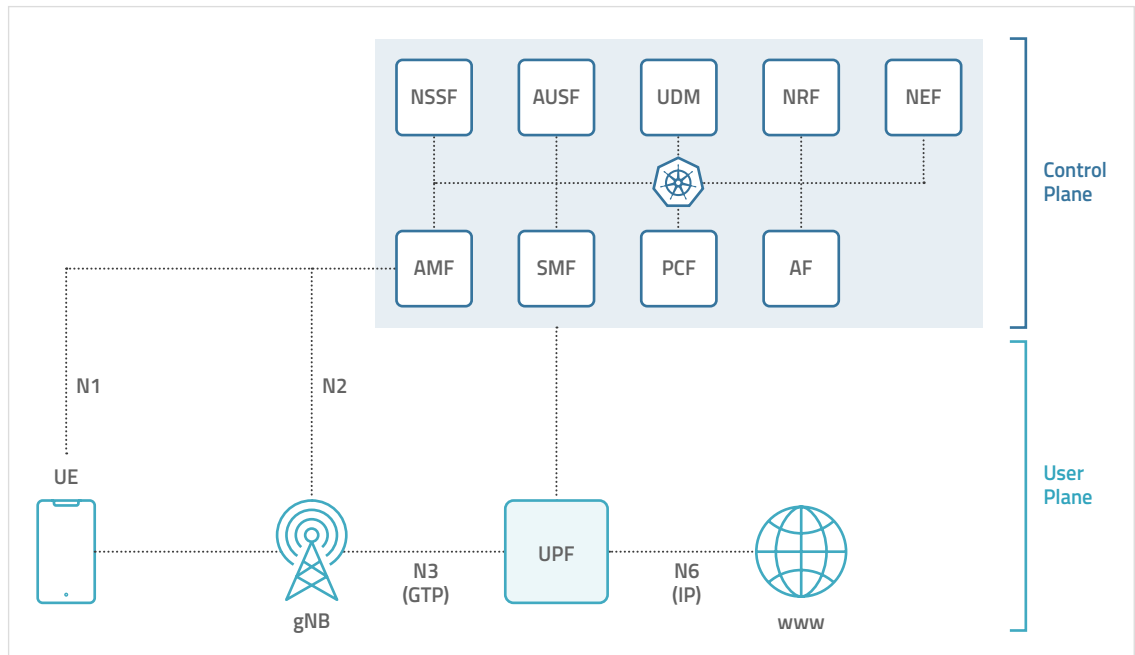 NSSF
AUSF
UDM
NRF
NEF
Control
Plane
AMF
SMF
PCF
AF
N1
N2
UE
User
Plane
UPF
N3
(GTP)
N6
(IP)
gNB
www